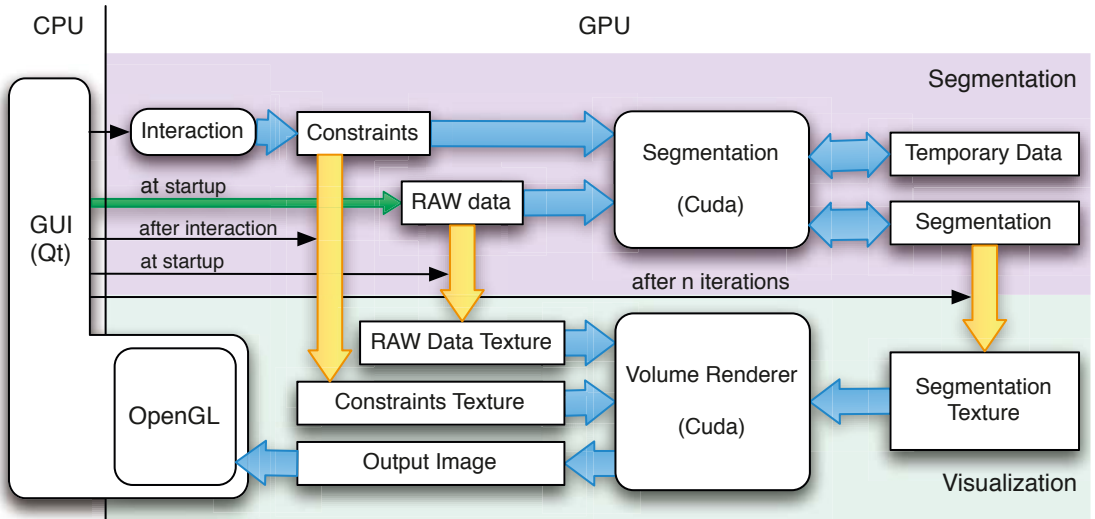 CPU
GPU
Segmentation
Interaction
Constraints
Segmentation
(Cuda)
Temporary Data
at startup
RAW data
Segmentation
GUI
(Qt)
after interaction
at startup
after n iterations
RAW Data Texture
Volume Renderer
(Cuda)
Constraints Texture
Segmentation
Texture
OpenGL
Output Image
Visualization